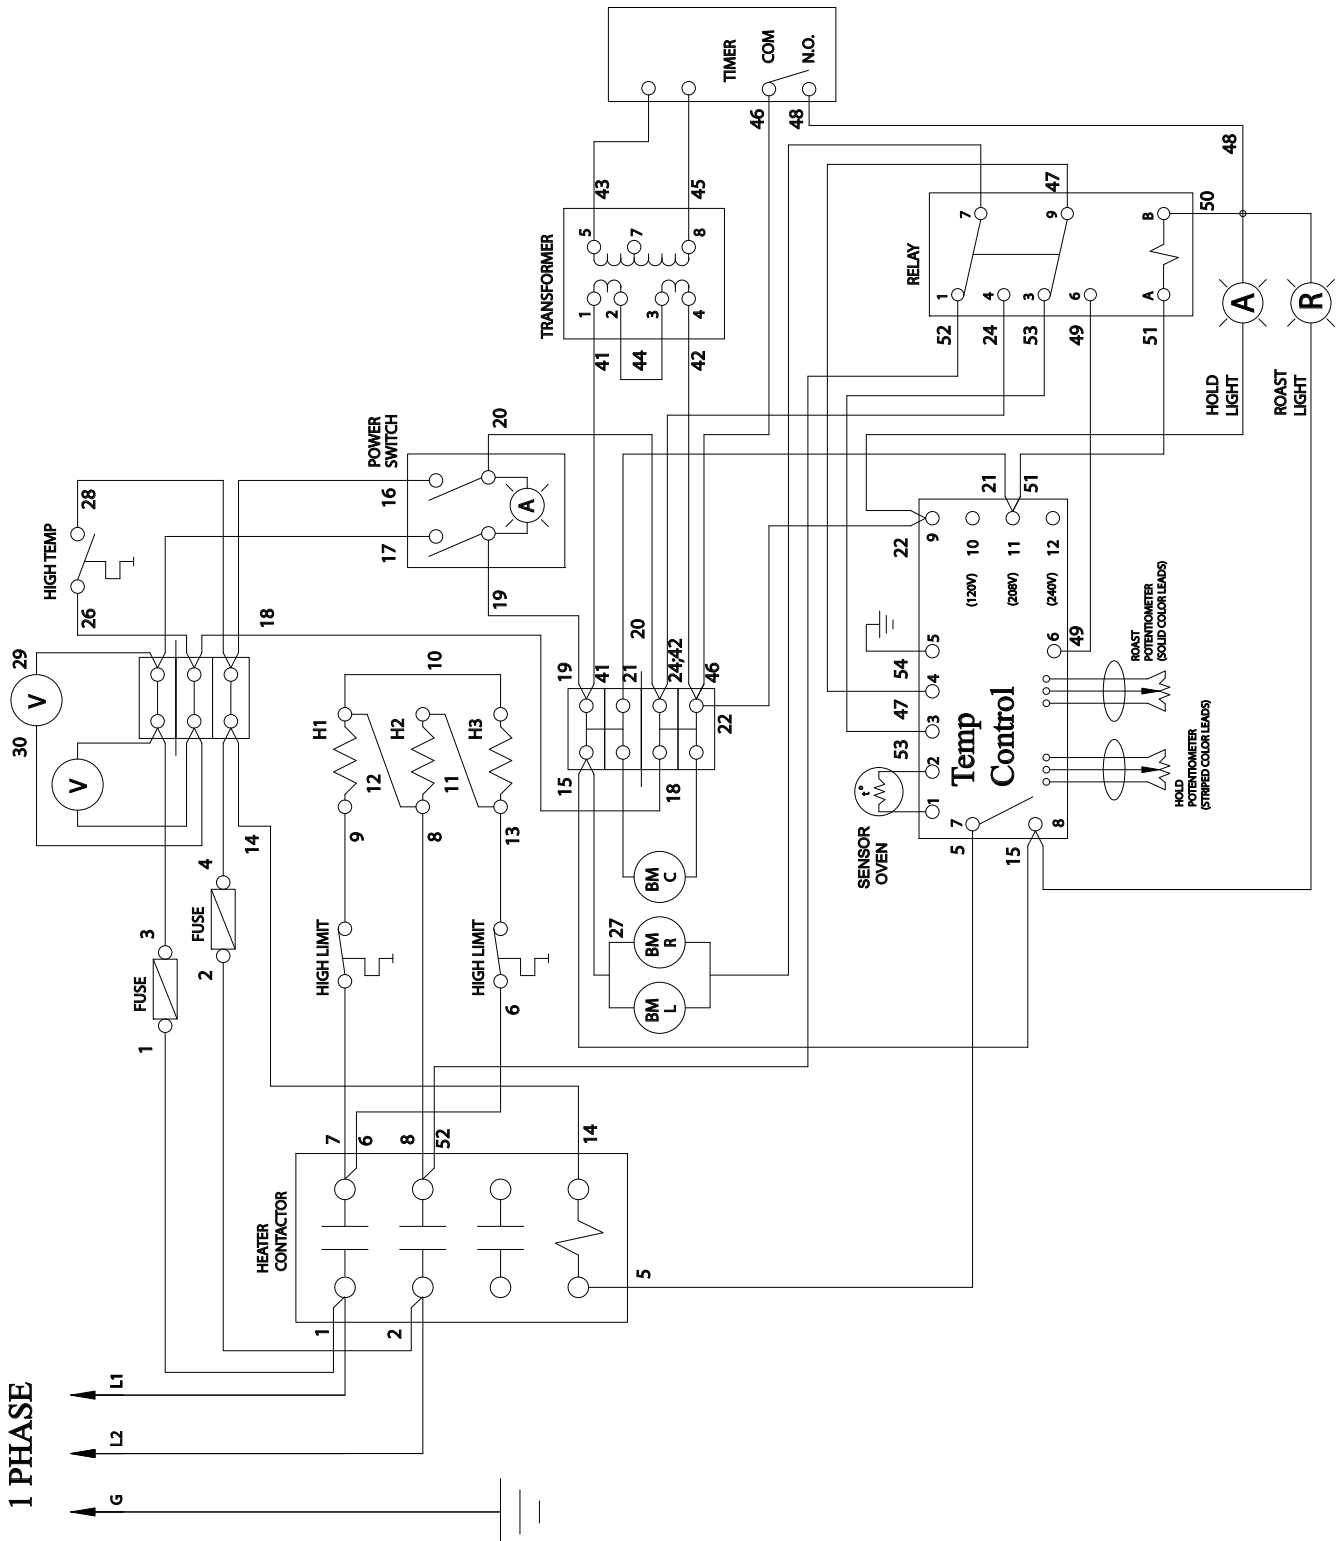 1 PHASE
G
L2
L1
TIMER
COM
N.O.
46
48
48
43
45
TRANSFORMER
5
7
8
1
2
3
4
41
44
42
RELAY
7
9
47
B
50
1
4
3
6
A
52
24
53
49
51
A
R
HOLD
LIGHT
ROAST
LIGHT
POWER
SWITCH
20
16
17
A
19
HIGH TEMP
28
26
29
30
V
V
18
14
4
3
FUSE
FUSE
2
1
10
H1
H2
H3
12
11
9
8
13
HIGH LIMIT
HIGH LIMIT
6
19
41
21
20
24;42
46
22
15
18
BM
C
27
BM
R
BM
L
21
51
22
9
10
11
12
(120V)
(208V)
(240V)
54
5
4
6
49
47
3
53
2
1
Temp
Control
t°
SENSOR
OVEN
7
8
5
15
ROAST
POTENTIOMETER
(SOLID COLOR LEADS)
HOLD
POTENTIOMETER
(STRIPED COLOR LEADS)
7
6
8
52
14
HEATER
CONTACTOR
1
2
5